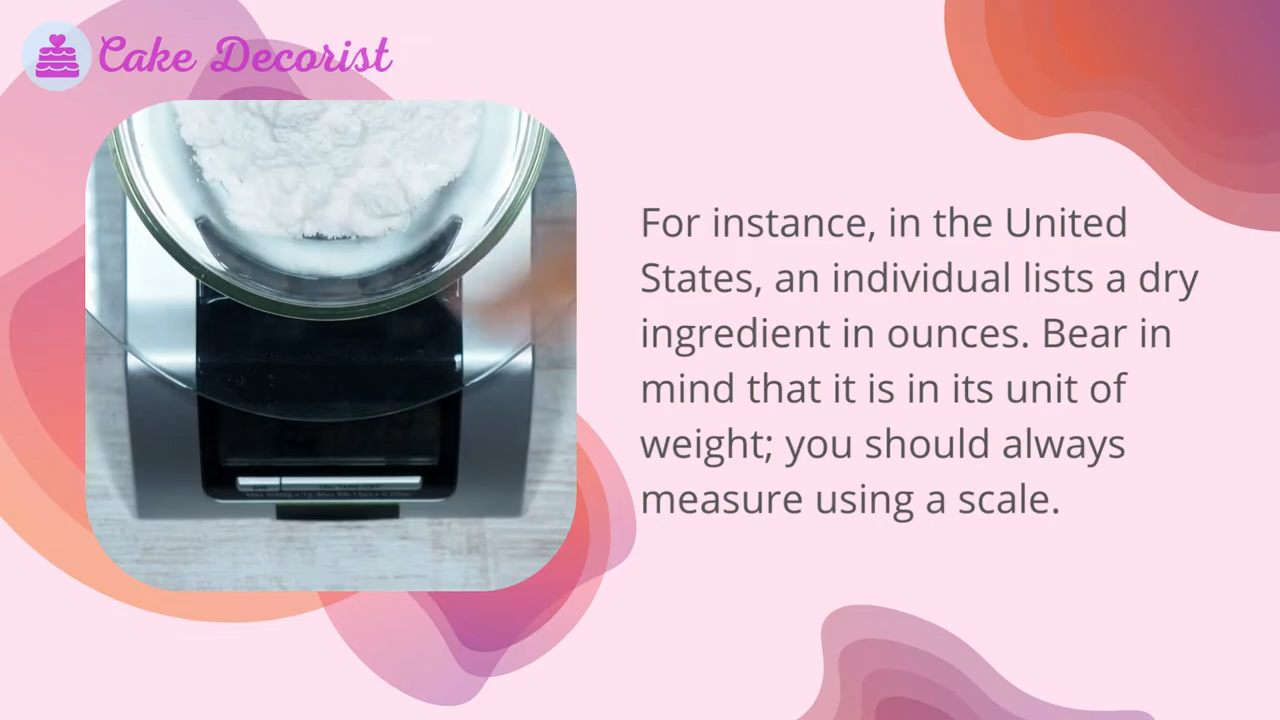 Cake Decorist
For instance, in the United
States, an individual lists a dry
ingredient in ounces. Bear in
mind that it is in its unit of
weight; you should always
measure using a scale.